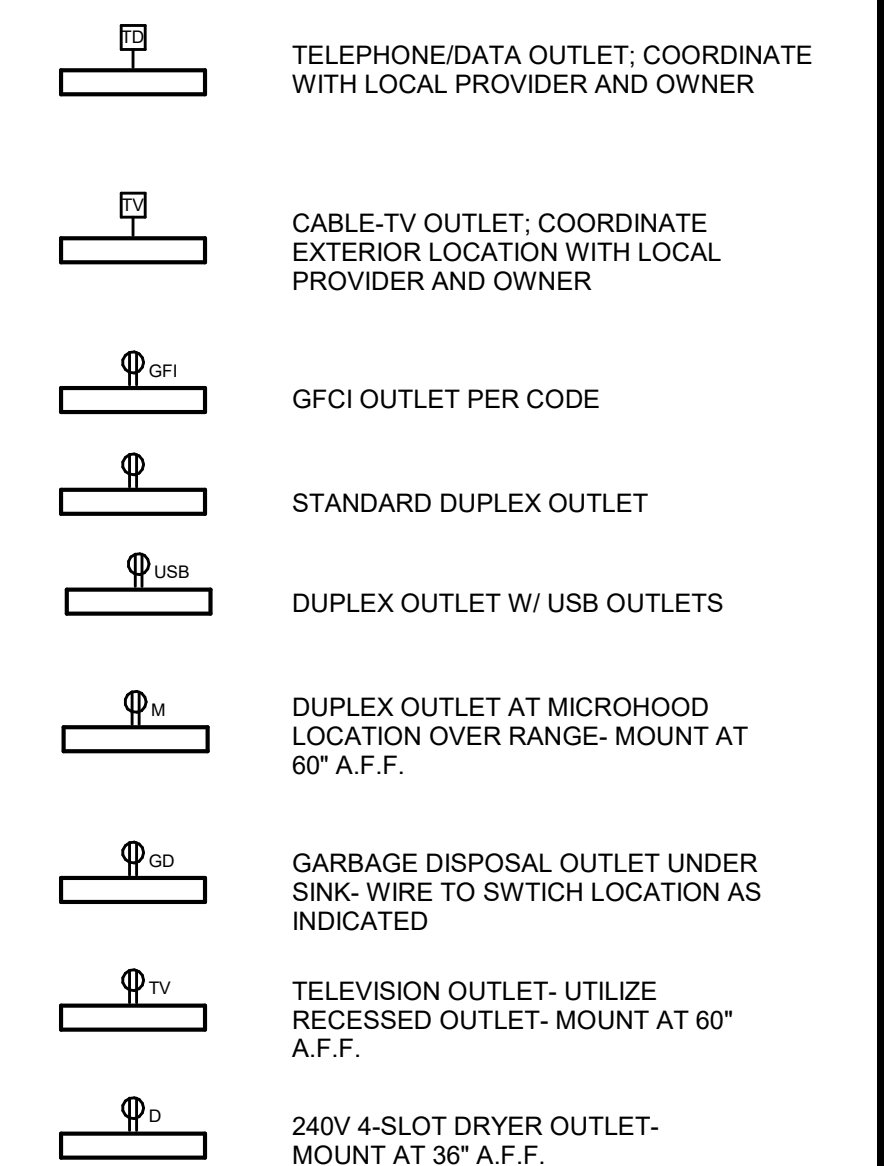 TD
TELEPHONE/DATA OUTLET; COORDINATE
WITH LOCAL PROVIDER AND OWNER
TV
CABLE-TV OUTLET; COORDINATE
EXTERIOR LOCATION WITH LOCAL
PROVIDER AND OWNER
GFI
GFCI OUTLET PER CODE
STANDARD DUPLEX OUTLET
USB
DUPLEX OUTLET W/ USB OUTLETS
M
DUPLEX OUTLET AT MICROHOOD
LOCATION OVER RANGE- MOUNT AT
60" A.F.F.
GD
GARBAGE DISPOSAL OUTLET UNDER
SINK- WIRE TO SWTICH LOCATION AS
INDICATED
TV
TELEVISION OUTLET- UTILIZE
RECESSED OUTLET- MOUNT AT 60"
A.F.F.
D
240V 4-SLOT DRYER OUTLET-
MOUNT AT 36" A.F.F.